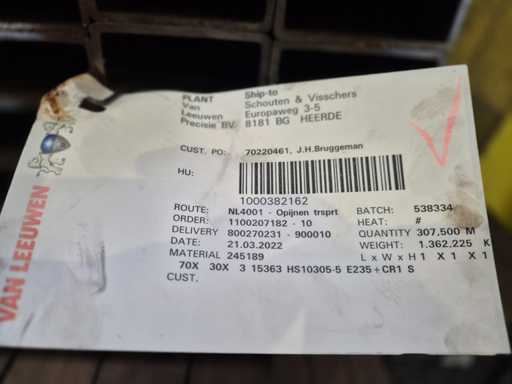 PLANT
Van
Leeuwen
Precisie BV.
Ship-to
Schouten & Visschers
Europaweg 3-5
8181 BG HEERDE
CUST. PO: 70220461, J.H.Bruggeman
HU:
1000382162
ROUTE: NL4001 - Opijnen trsprt
ORDER: 1100207182 - 10
DELIVERY 800270231 - 900010
DATE: 21.03.2022
MATERIAL 245189
BATCH: 538334
HEAT: #
QUANTITY 307,500 M
WEIGHT: 1.362,225 K
L x W x H 1 X 1 X 1
70X 30X 3 15363 HS10305-5 E235+CR1 S
CUST.
VAN LEEUWEN